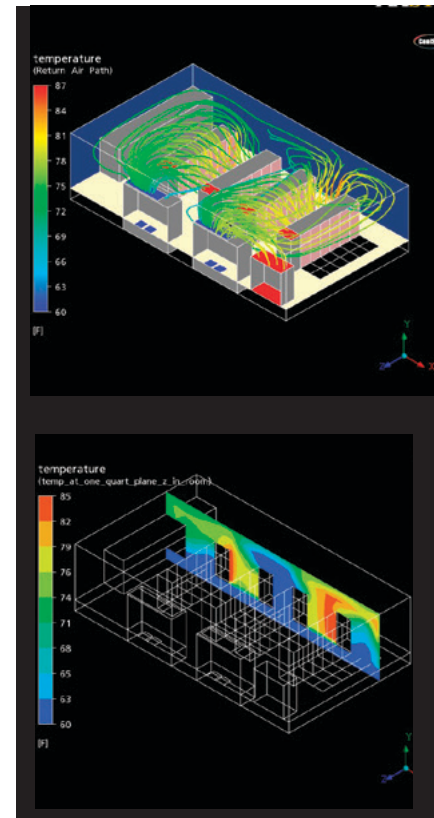 temperature
(Return Air Path)
87
84
81
78
75
72
69
66
63
60
[F]
Y
Z
X
temperature
(temp_at_one_quart_plane_z_in_room)
85
82
79
76
74
71
68
65
63
60
[F]
Y
Z